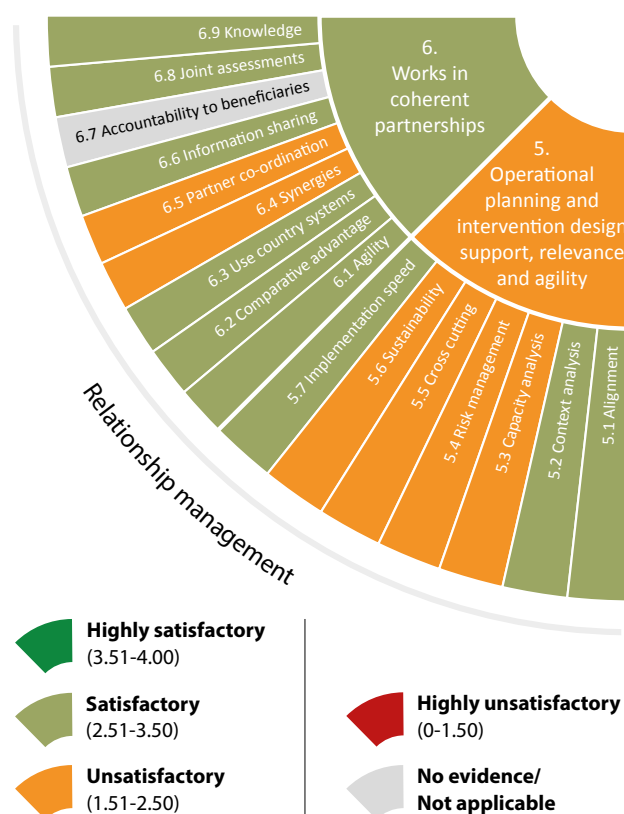 6.9 Knowledge
6.8 Joint assessments
6.7 Accountability to beneficiaries
6.6 Information sharing
6.5 Partner co-ordination
6.4 Synergies
6.3 Use country systems
6.2 Comparative advantage
6.1 Agility
6.
Works in
coherent
partnerships
5.
Operational
planning and
intervention design
support, relevance
and agility
5.7 Implementation speed
5.6 Sustainability
5.5 Cross cutting
5.4 Risk management
5.3 Capacity analysis
5.2 Context analysis
5.1 Alignment
Relationship management
Highly satisfactory
(3.51-4.00)
Satisfactory
(2.51-3.50)
Unsatisfactory
(1.51-2.50)
Highly unsatisfactory
(0-1.50)
No evidence/
Not applicable